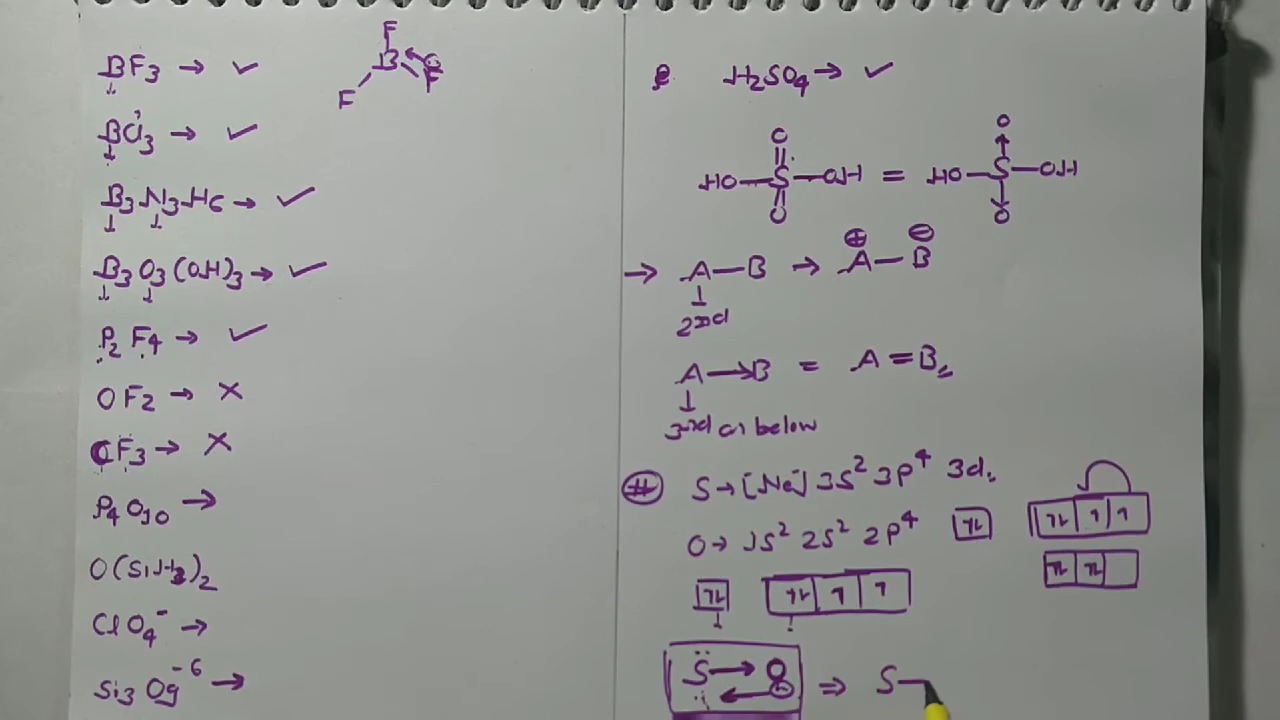 BF3 → ✓
F
B O
F F
BCl3 → ✓
B3N3H6 → ✓
B3O3(OH)3 → ✓
P2F4 → ✓
OF2 → ✗
F3 → ✗
P4O10 →
O(SiH3)2
ClO4- →
Si3O9-6 →
H2SO4 → ✓
O O
HO—S—OH = HO—S—OH
O O
→ A—B → A—B
⊕ ⊖
2nd
A→B = A=B
3rd or below
# S→[Ne] 3s2 3p4 3d
O→ 1s2 2s2 2p4
S → O ⇒ S—